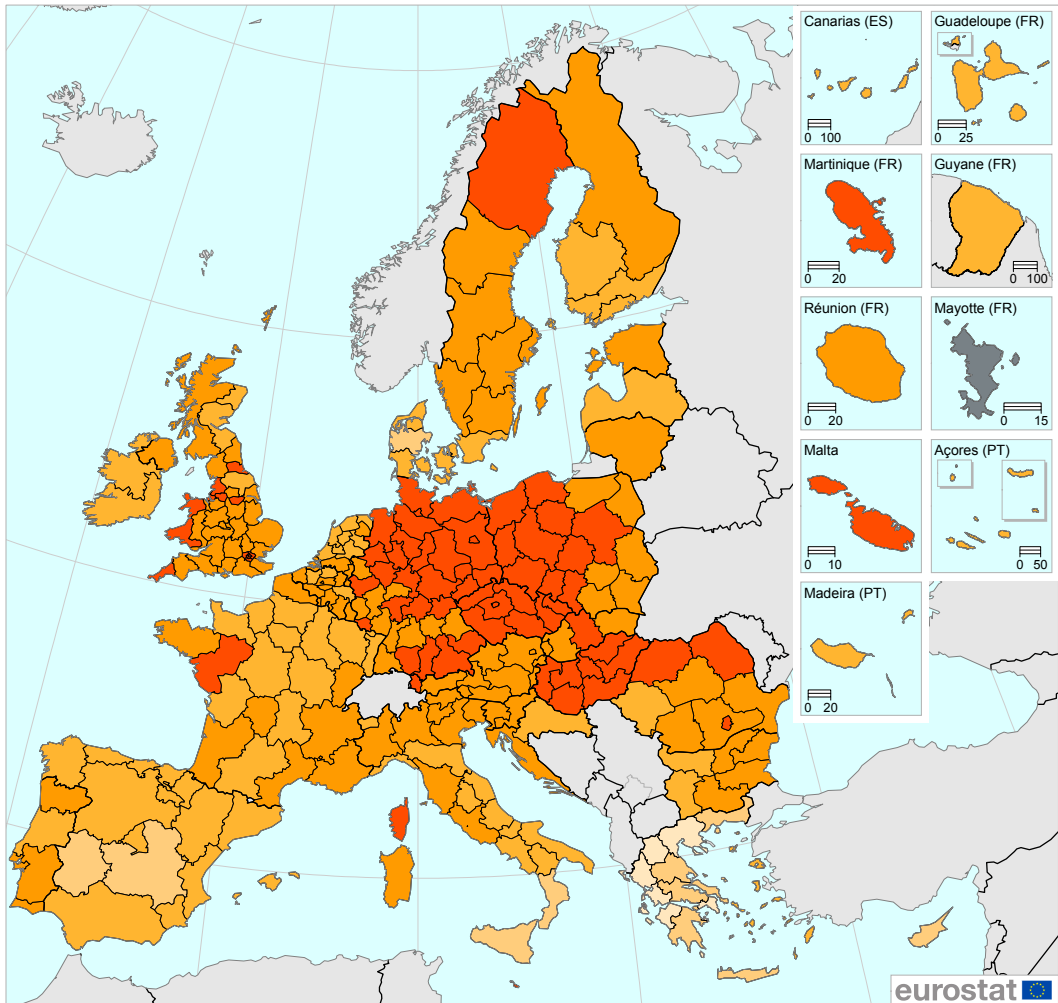 Canarias (ES)
0 100
Guadeloupe (FR)
0 25
Martinique (FR)
0 20
Guyane (FR)
0 100
Réunion (FR)
0 20
Mayotte (FR)
0 15
Malta
0 10
Açores (PT)
0 50
Madeira (PT)
0 20
eurostat